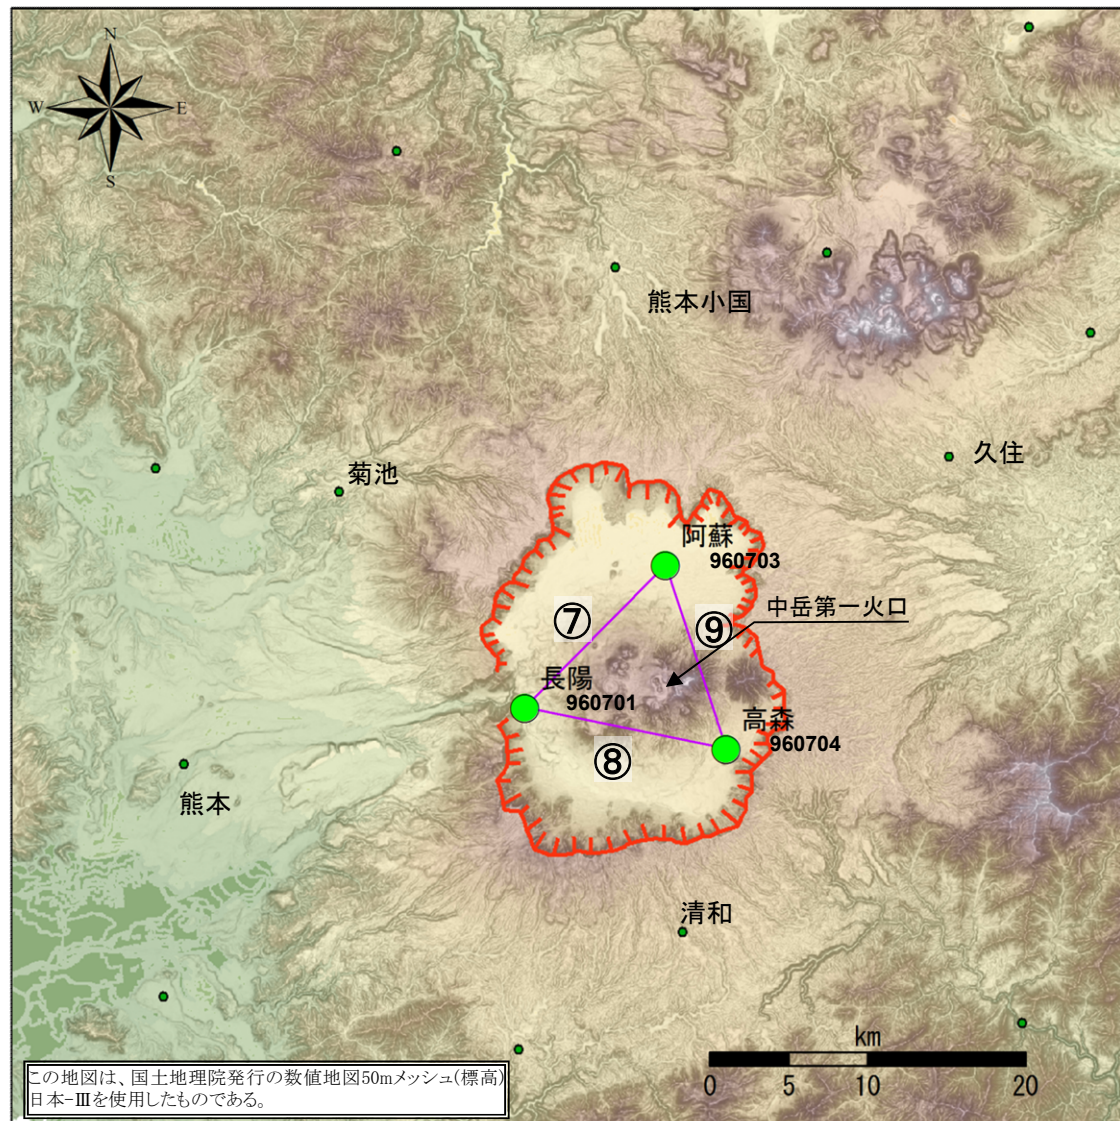 N
W
E
S
熊本小国
久住
菊池
阿蘇
960703
中岳第一火口
⑦
⑨
長陽
960701
高森
960704
⑧
熊本
清和
km
0 5 10 20
この地図は、国土地理院発行の数値地図50mメッシュ(標高)
日本-Ⅲを使用したものである。